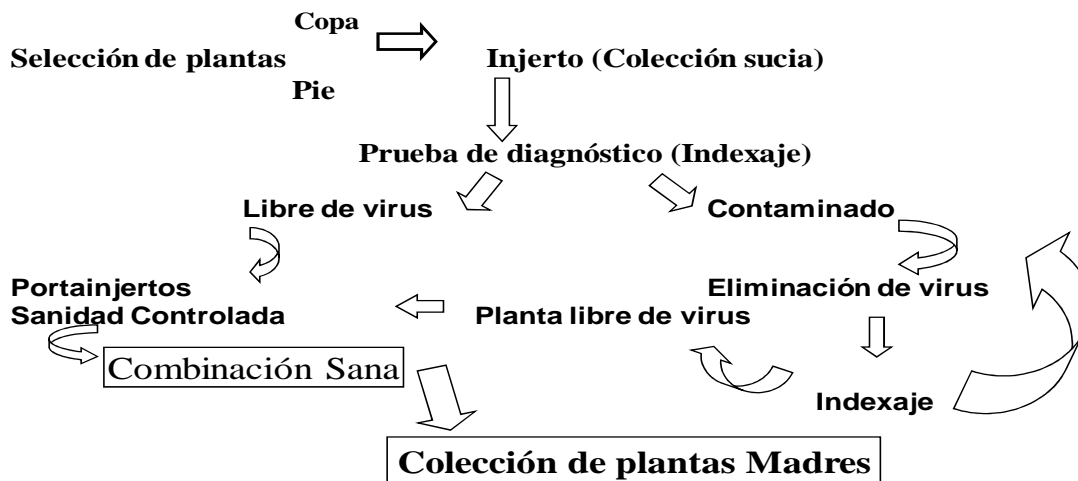 Copa
Selección de plantas
Pie
Injerto (Colección sucia)
Prueba de diagnóstico (Indexaje)
Libre de virus
Contaminado
Portainjertos
Sanidad Controlada
Eliminación de virus
Planta libre de virus
Combinación Sana
Indexaje
Colección de plantas Madres